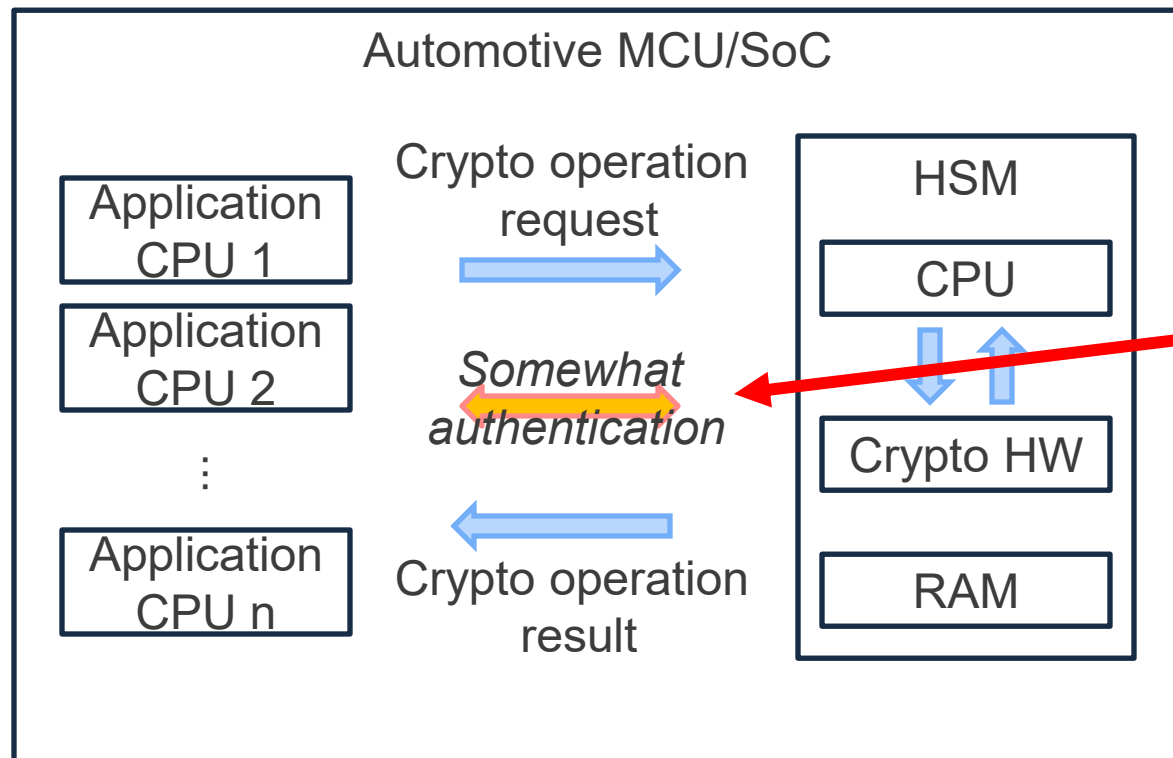 Automotive MCU/SoC
Application
CPU 1
Application
CPU 2
⋮
Application
CPU n
Crypto operation
request
Somewhat
authentication
Crypto operation
result
HSM
CPU
Crypto HW
RAM